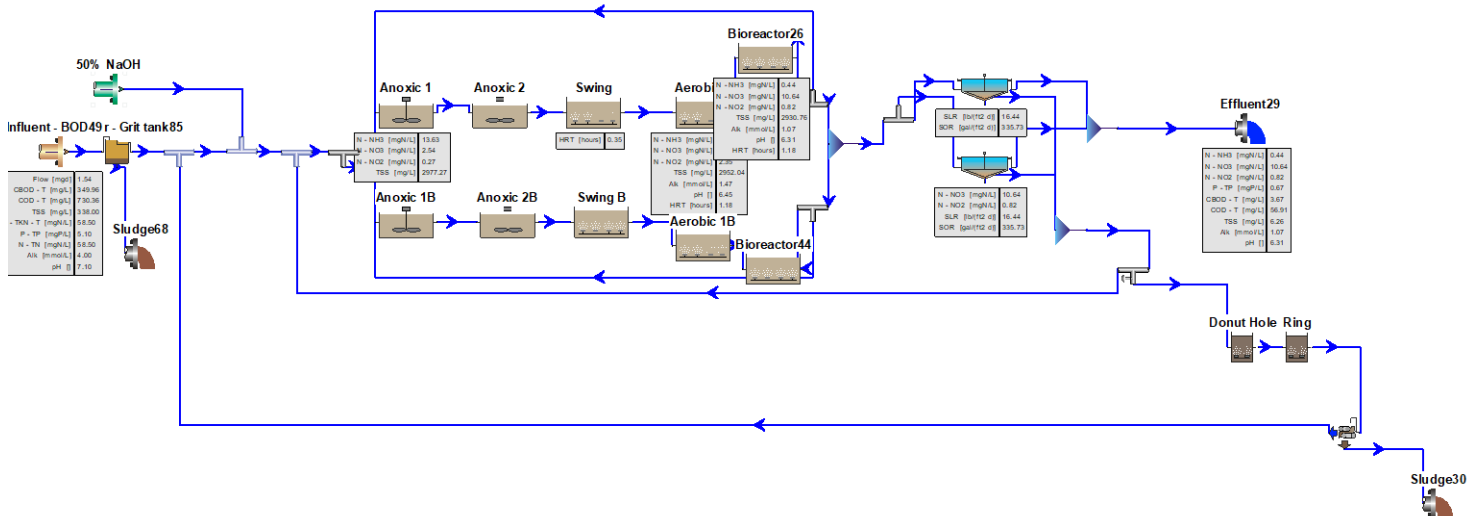 Bioreactor26
50% NaOH
Anoxic 1
Anoxic 2
Swing
Aerobi
N - NH3 [mgN/L] 0.44
N - NO3 [mgN/L] 10.64
N - NO2 [mgN/L] 0.82
TSS [mg/L] 2930.76
Alk [mmol/L] 1.07
pH [] 6.31
HRT [hours] 1.18
Influent - BOD49 r - Grit tank85
Flow [mgd] 1.54
CBOD - T [mg/L] 349.96
COD - T [mg/L] 730.36
TSS [mg/L] 338.00
- TKN - T [mg/L] 58.50
P - TP [mgP/L] 5.10
N - TN [mg/L] 58.50
Alk [mmol/L] 4.00
pH [] 7.10
Sludge68
N - NH3 [mgN/L] 13.63
N - NO3 [mgN/L] 2.54
N - NO2 [mgN/L] 0.27
TSS [mg/L] 2977.27
HRT [hours] 0.35
N - NH3 [mgN/L]
N - NO3 [mgN/L]
N - NO2 [mgN/L] 2.35
TSS [mg/L] 2952.04
Alk [mmol/L] 1.47
pH [] 6.45
HRT [hours] 1.18
Anoxic 1B
Anoxic 2B
Swing B
Aerobic 1B
Bioreactor44
SLR [lb/(ft2 d)] 16.44
SOR [gal/(ft2 d)] 335.73
N - NO3 [mgN/L] 10.64
N - NO2 [mgN/L] 0.82
SLR [lb/(ft2 d)] 16.44
SOR [gal/(ft2 d)] 335.73
Effluent29
N - NH3 [mgN/L] 0.44
N - NO3 [mgN/L] 10.64
N - NO2 [mgN/L] 0.82
P - TP [mgP/L] 0.67
CBOD - T [mg/L] 3.67
COD - T [mg/L] 56.91
TSS [mg/L] 6.26
Alk [mmol/L] 1.07
pH [] 6.31
Donut Hole
Ring
Sludge30